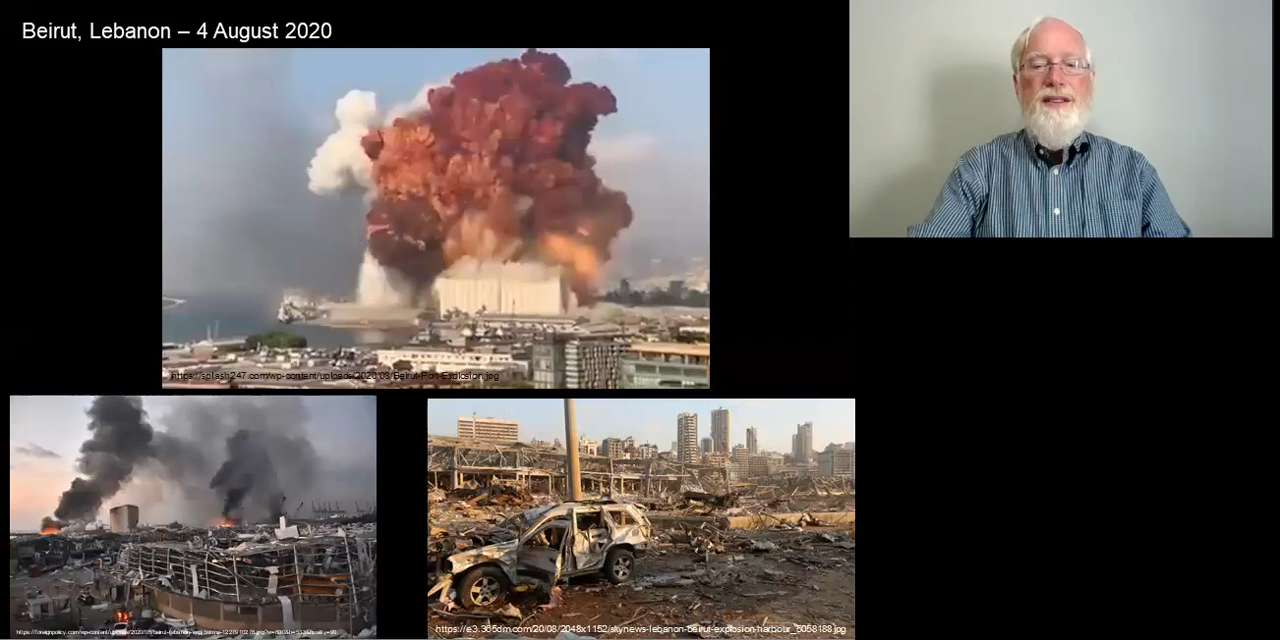 Beirut, Lebanon – 4 August 2020
https://splash247.com/wp-content/uploads/2020/08/Beirut-Port-Explosion.jpg
https://e3.365dm.com/20/08/2048x1152/skynews-lebanon-beirut-explosion-harbour_5058188.jpg